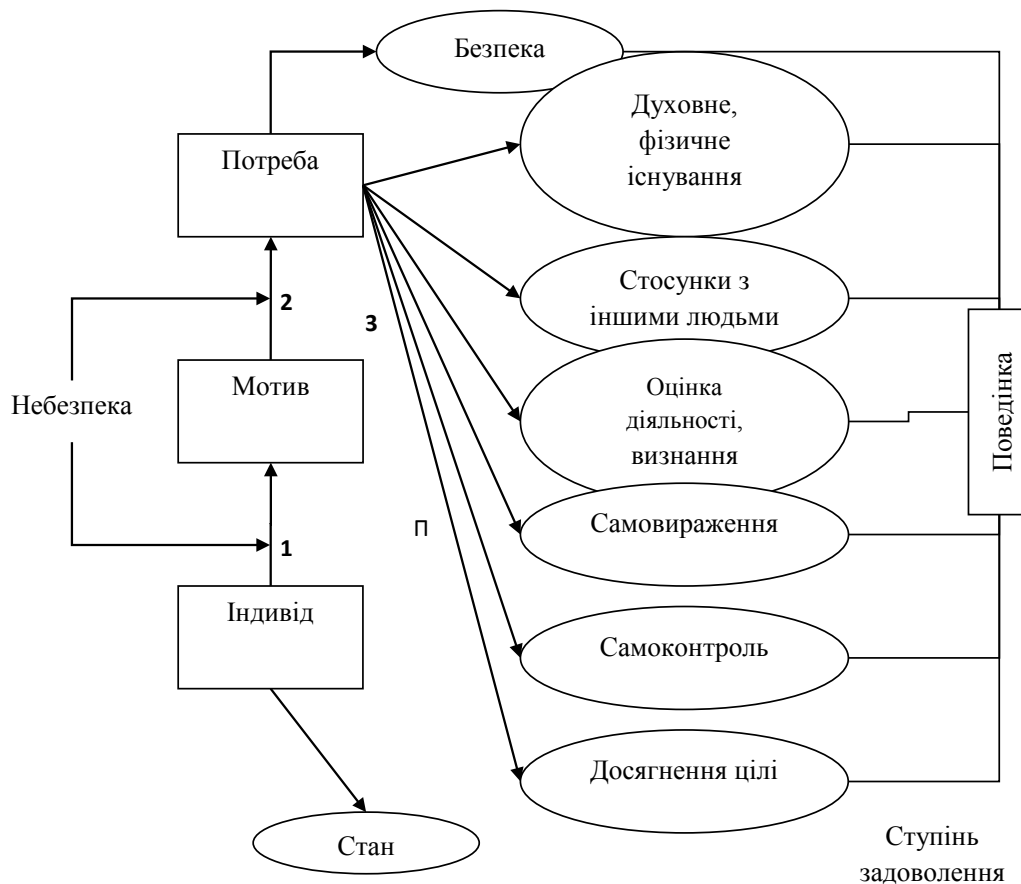 Безпека
Духовне,
фізичне
існування
Потреба
Стосунки з
іншими людьми
2
3
Мотив
Небезпека
Оцінка
діяльності,
визнання
Поведінка
Самовираження
П
1
Індивід
Самоконтроль
Досягнення цілі
Стан
Ступінь
задоволення